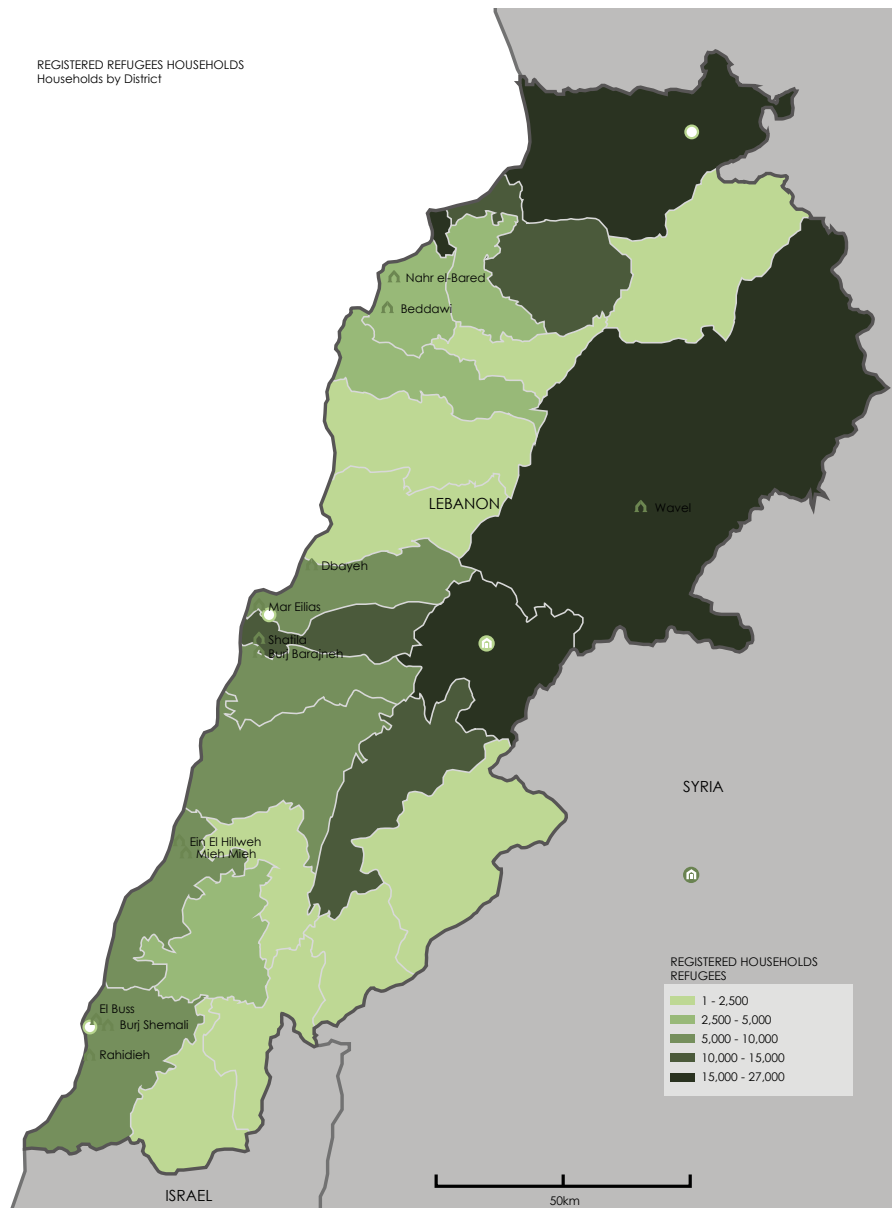 REGISTERED REFUGEES HOUSEHOLDS
Households by District
Nahr el-Bared
Beddawi
LEBANON
Wavel
Dbayeh
Mar Eilias
Shatila
Burj Barajneh
SYRIA
Ein El Hillweh
Mieh Mieh
REGISTERED HOUSEHOLDS
REFUGEES
1 - 2,500
2,500 - 5,000
5,000 - 10,000
10,000 - 15,000
15,000 - 27,000
El Buss
Burj Shemali
Rahidieh
ISRAEL
50km